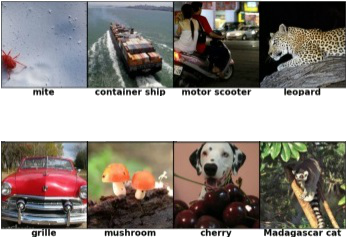 mite
container ship
motor scooter
leopard
grille
mushroom
cherry
Madagascar cat